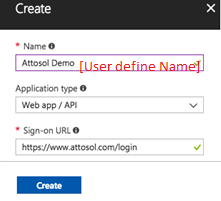 Create
* Name
Attosol Demo [User define Name]
Application type
Web app / API
* Sign-on URL
https://www.attosol.com/login
Create